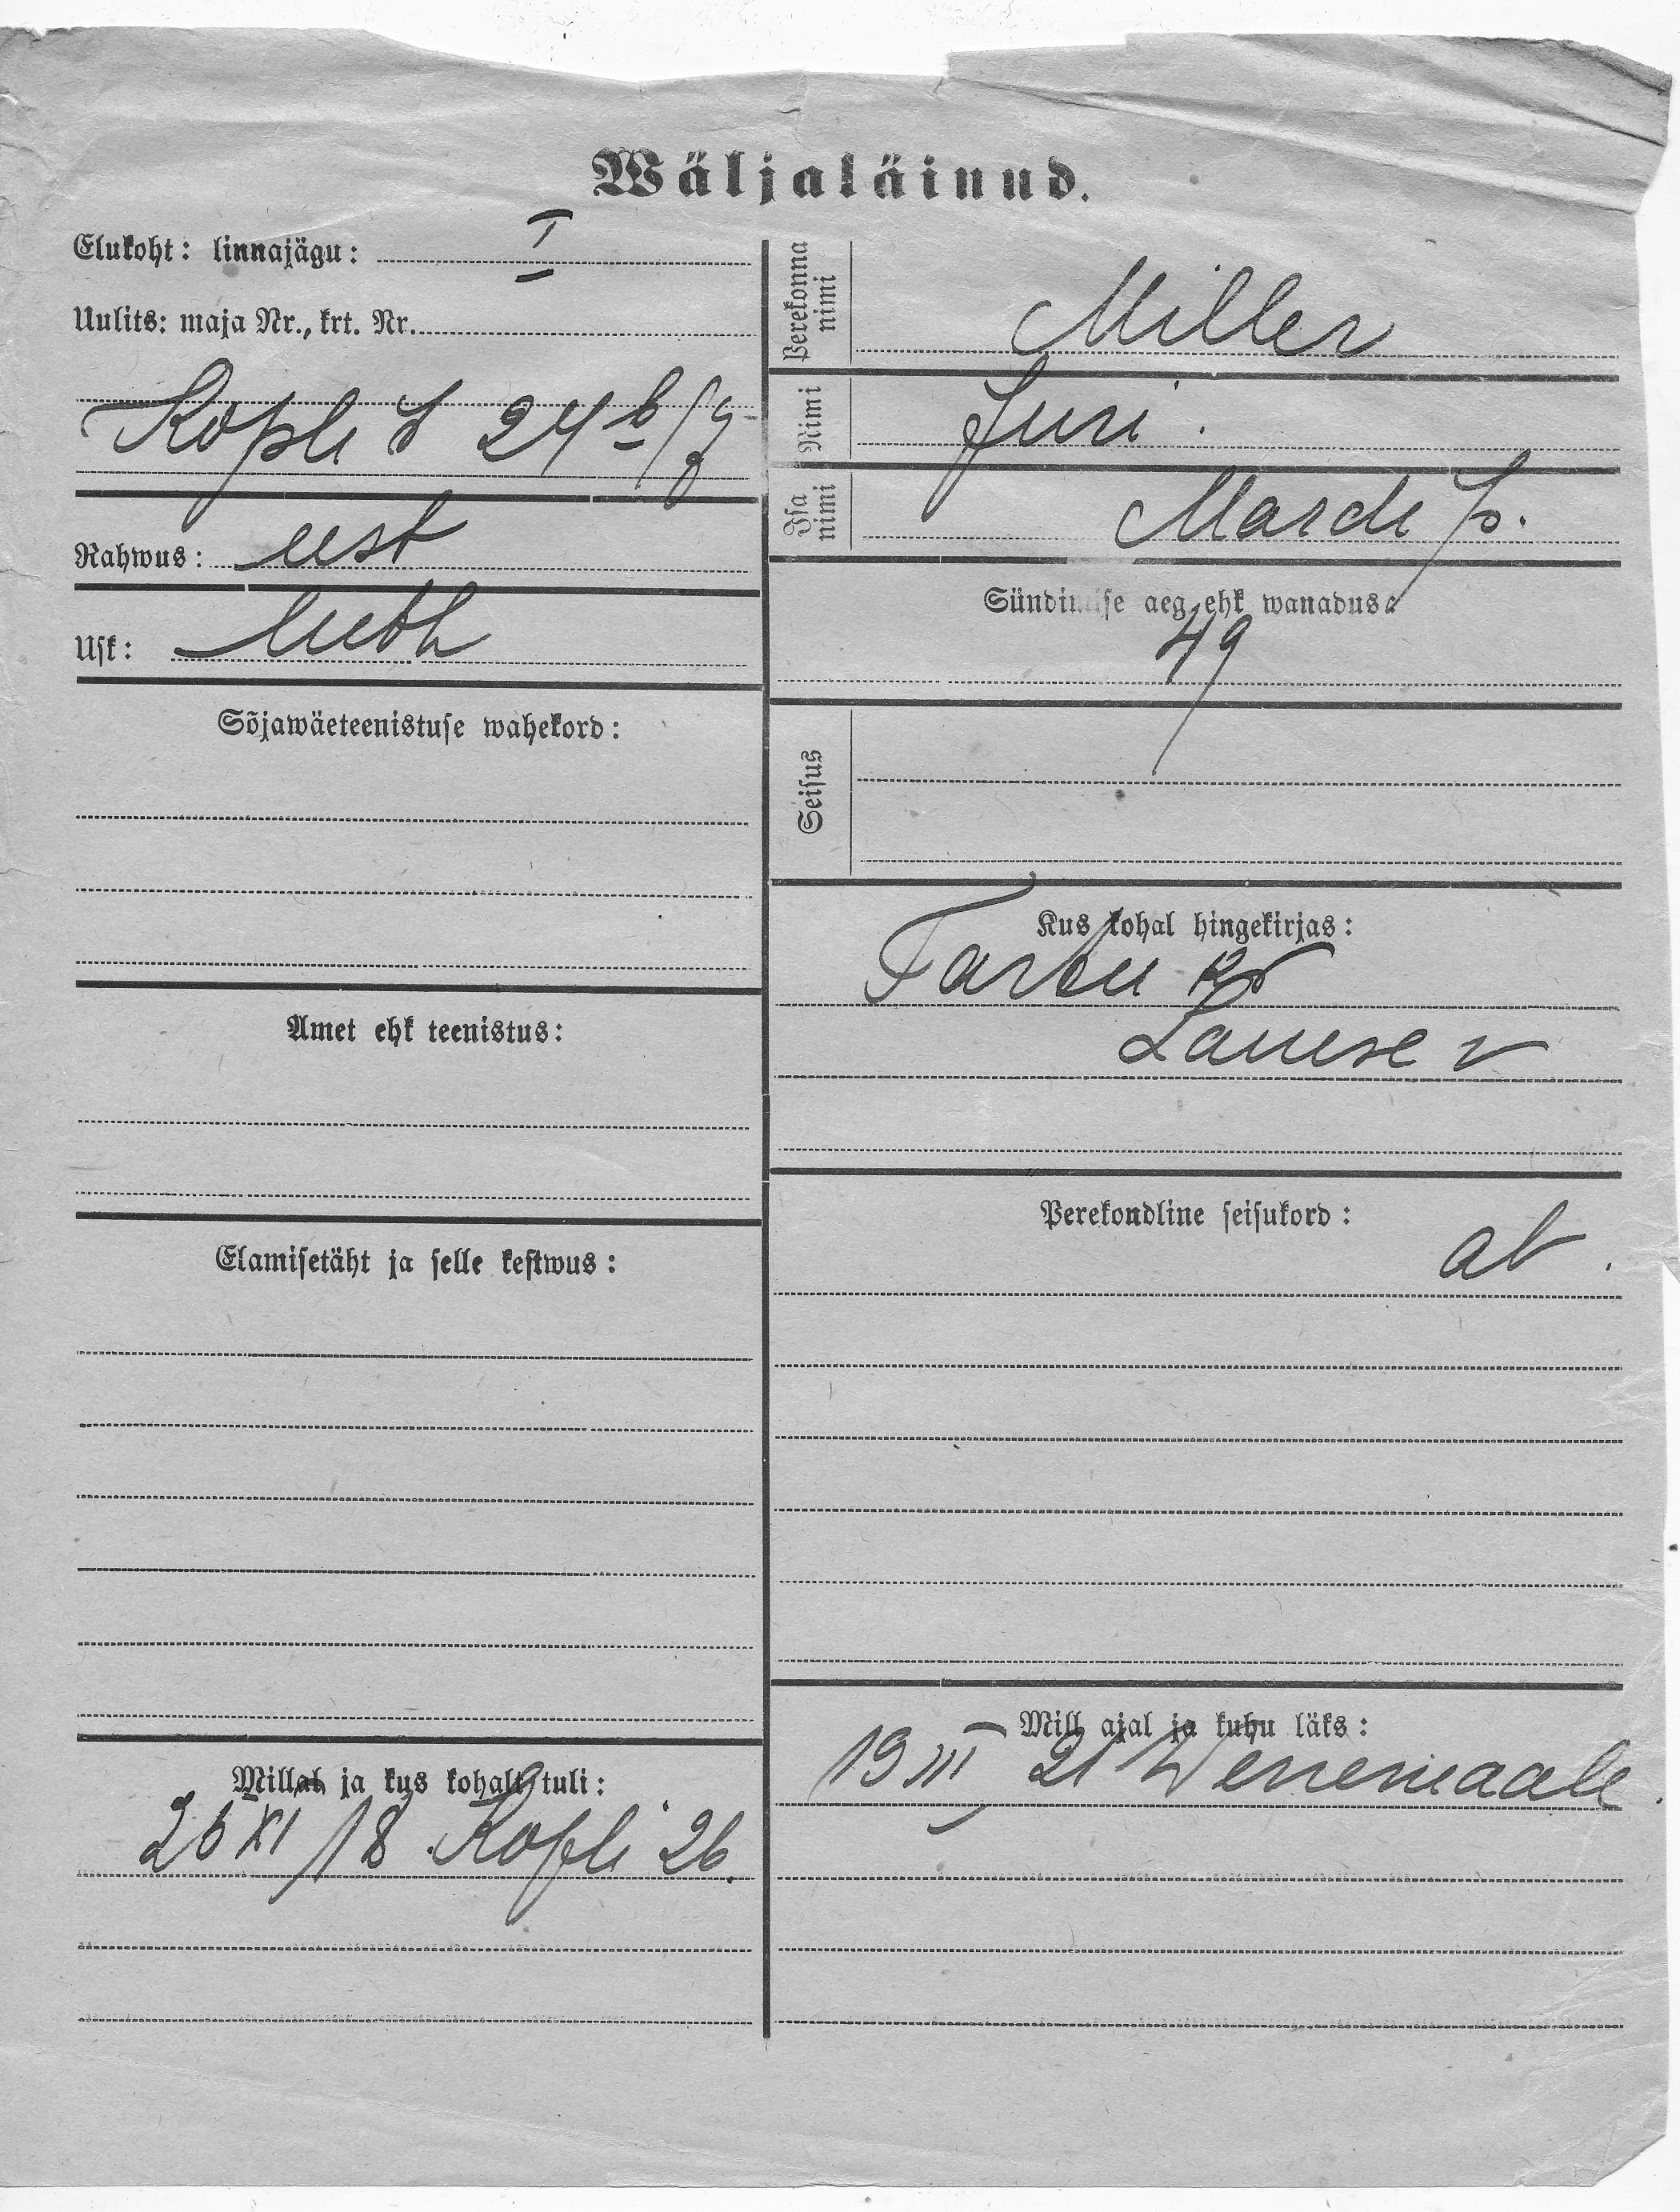 Wäljaläinud.
Elukoht: linnajägu: I
Uulits: maja Nr., krt. Nr.
Kopli 24 b/
Rahwus: eest
Usk: luth
Sõjawäeteenistuse wahekord:
Amet ehk teenistus:
Elamisetäht ja selle kestwus:
Millal ja kus kohalt tuli:
26 XI 18 Kopli 26.
Perekonna nimi Miller
Nimi Juri.
Isa nimi Mardi p.
Sündimise aeg ehk wanadus:
49
Seisus
Kus kohal hingekirjas:
Tartu kr
v
Perekondline seisukord:
ab.
Mill ajal ja kuhu läks:
19 III 21 Wenemaale.